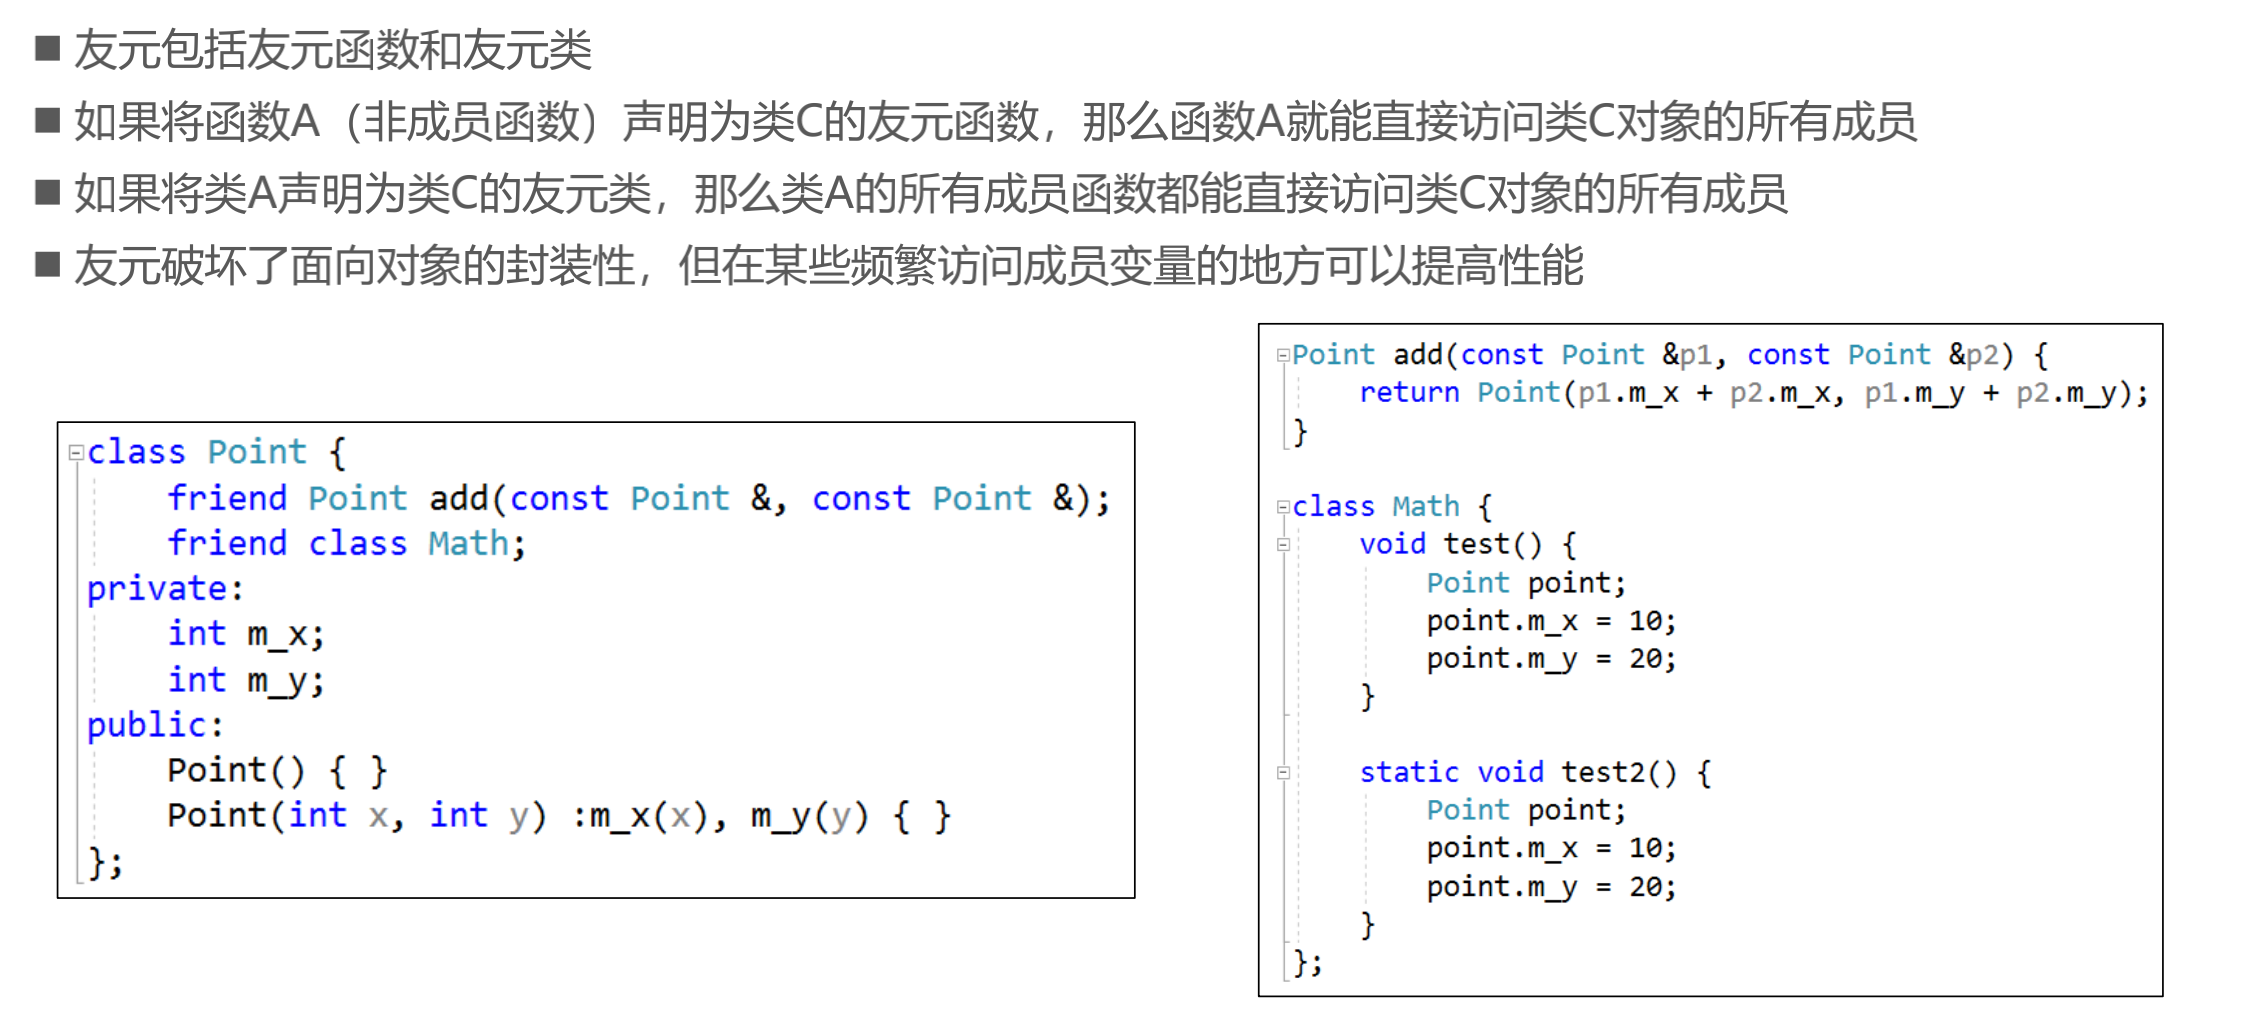 ■ 友元包括友元函数和友元类
■ 如果将函数A（非成员函数）声明为类C的友元函数，那么函数A就能直接访问类C对象的所有成员
■ 如果将类A声明为类C的友元类，那么类A的所有成员函数都能直接访问类C对象的所有成员
■ 友元破坏了面向对象的封装性，但在某些频繁访问成员变量的地方可以提高性能
class Point {
    friend Point add(const Point &, const Point &);
    friend class Math;
private:
    int m_x;
    int m_y;
public:
    Point() { }
    Point(int x, int y) :m_x(x), m_y(y) { }
};
Point add(const Point &p1, const Point &p2) {
    return Point(p1.m_x + p2.m_x, p1.m_y + p2.m_y);
}
class Math {
    void test() {
        Point point;
        point.m_x = 10;
        point.m_y = 20;
    }
    static void test2() {
        Point point;
        point.m_x = 10;
        point.m_y = 20;
    }
};